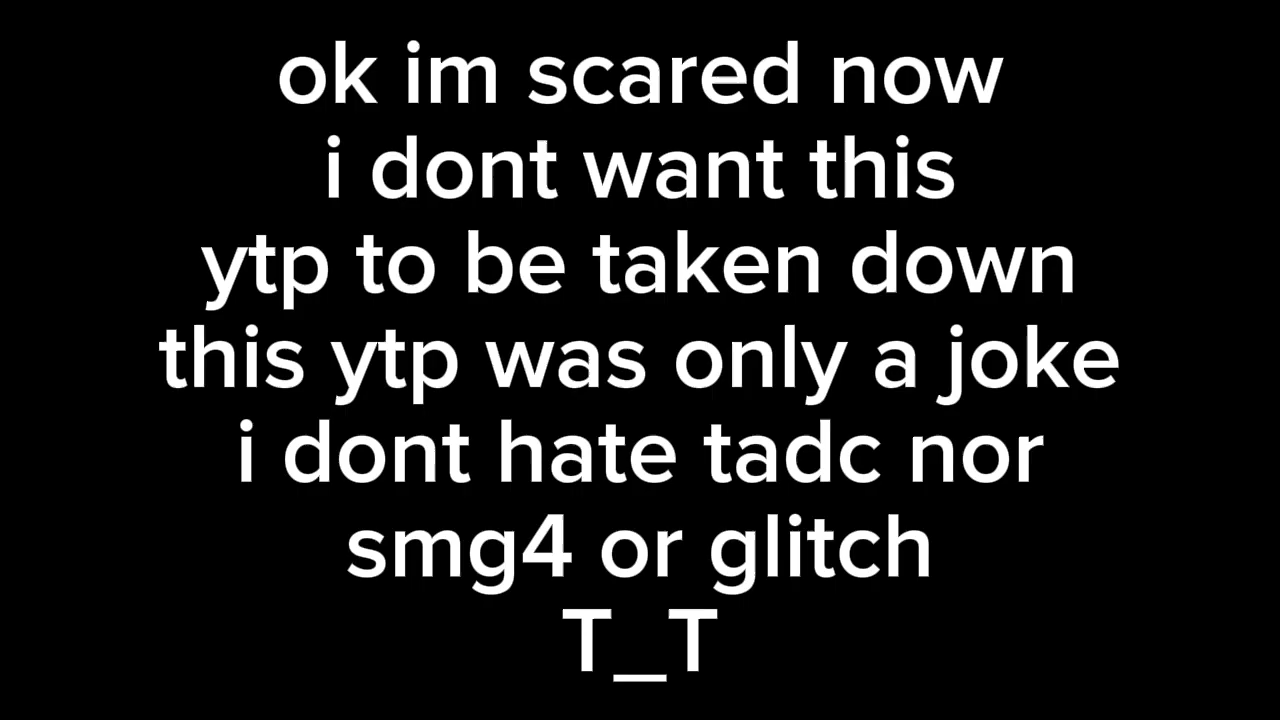 ok im scared now
i dont want this
ytp to be taken down
this ytp was only a joke
i dont hate tadc nor
smg4 or glitch
T_T